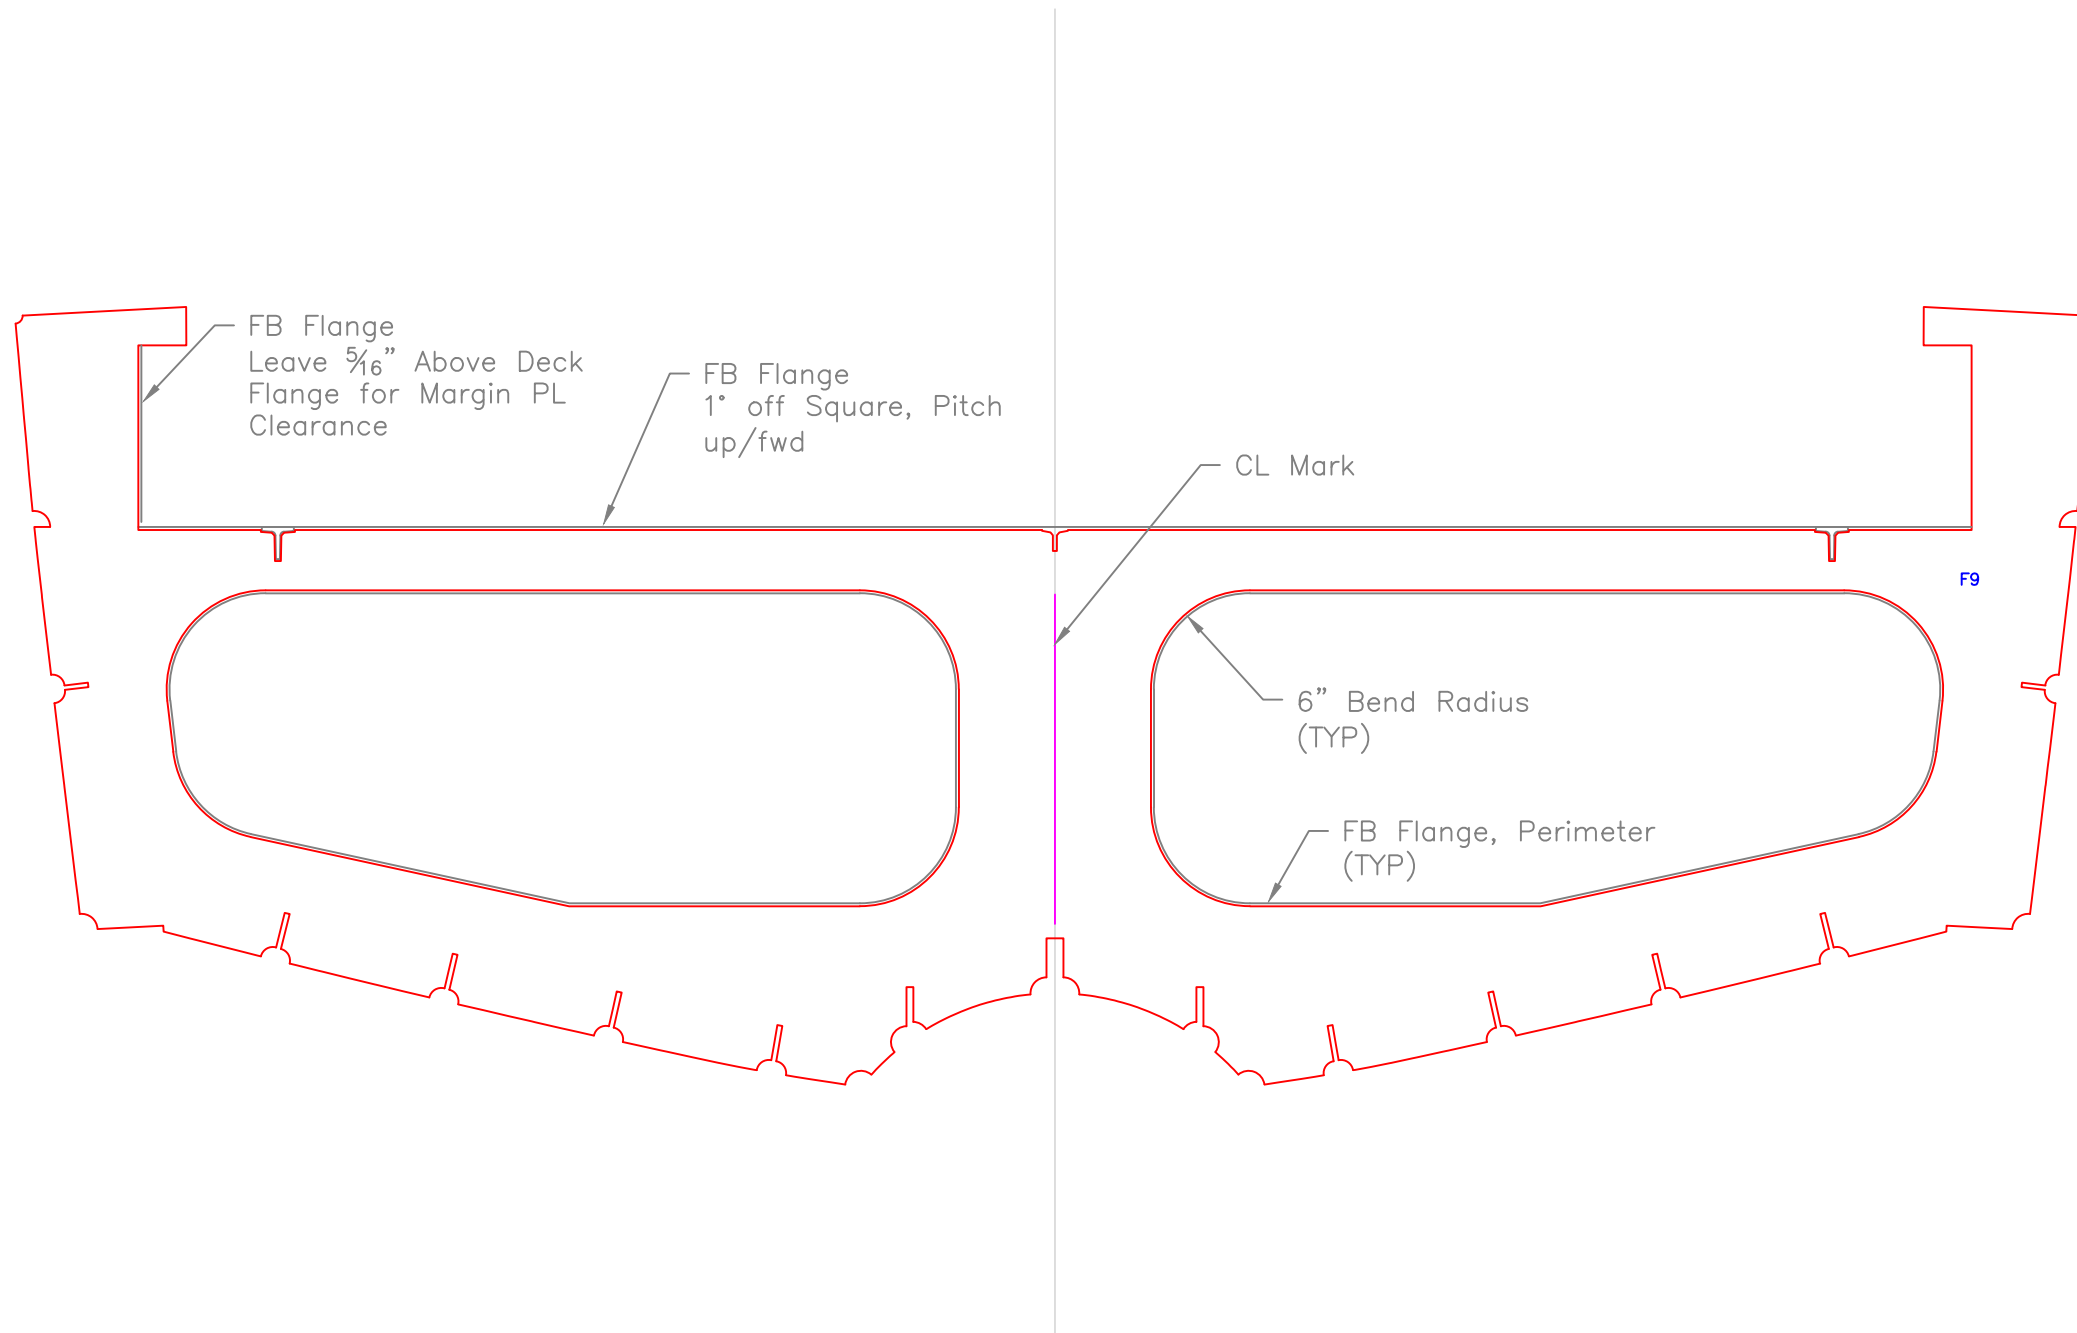 FB Flange
Leave 5⁄16” Above Deck
Flange for Margin PL
Clearance
FB Flange
1° off Square, Pitch
up/fwd
CL Mark
F9
6” Bend Radius
(TYP)
FB Flange, Perimeter
(TYP)